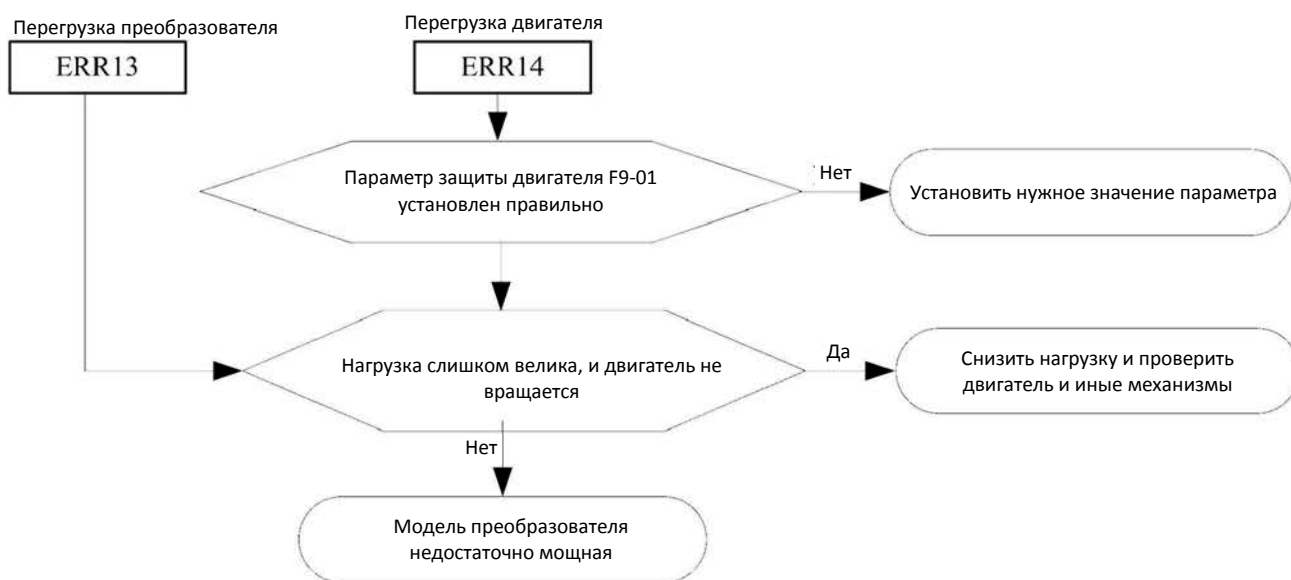 Перегрузка преобразователя
Перегрузка двигателя
ERR13
ERR14
Параметр защиты двигателя F9-01
установлен правильно
Нет
Установить нужное значение параметра
Нагрузка слишком велика, и двигатель не
вращается
Да
Снизить нагрузку и проверить
двигатель и иные механизмы
Нет
Модель преобразователя
недостаточно мощная